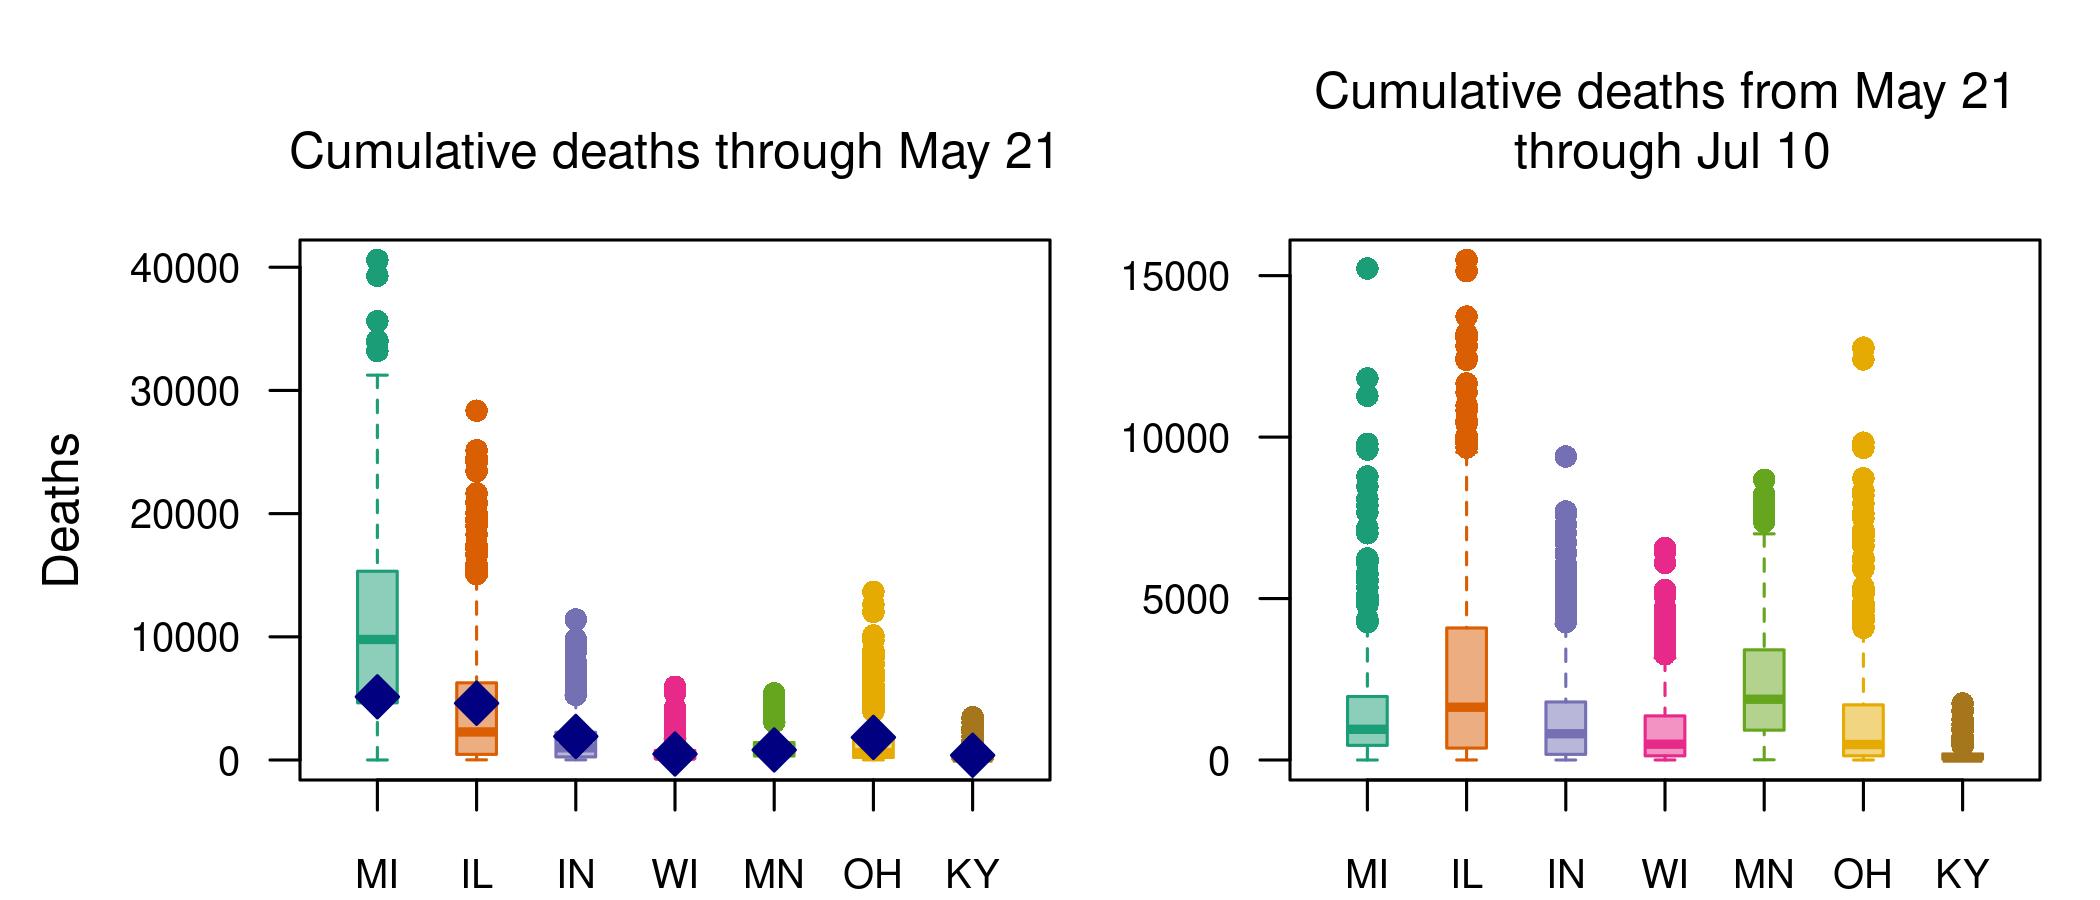 Cumulative deaths through May 21
Deaths
40000
30000
20000
10000
0
MI IL IN WI MN OH KY
Cumulative deaths from May 21
through Jul 10
15000
10000
5000
0
MI IL IN WI MN OH KY